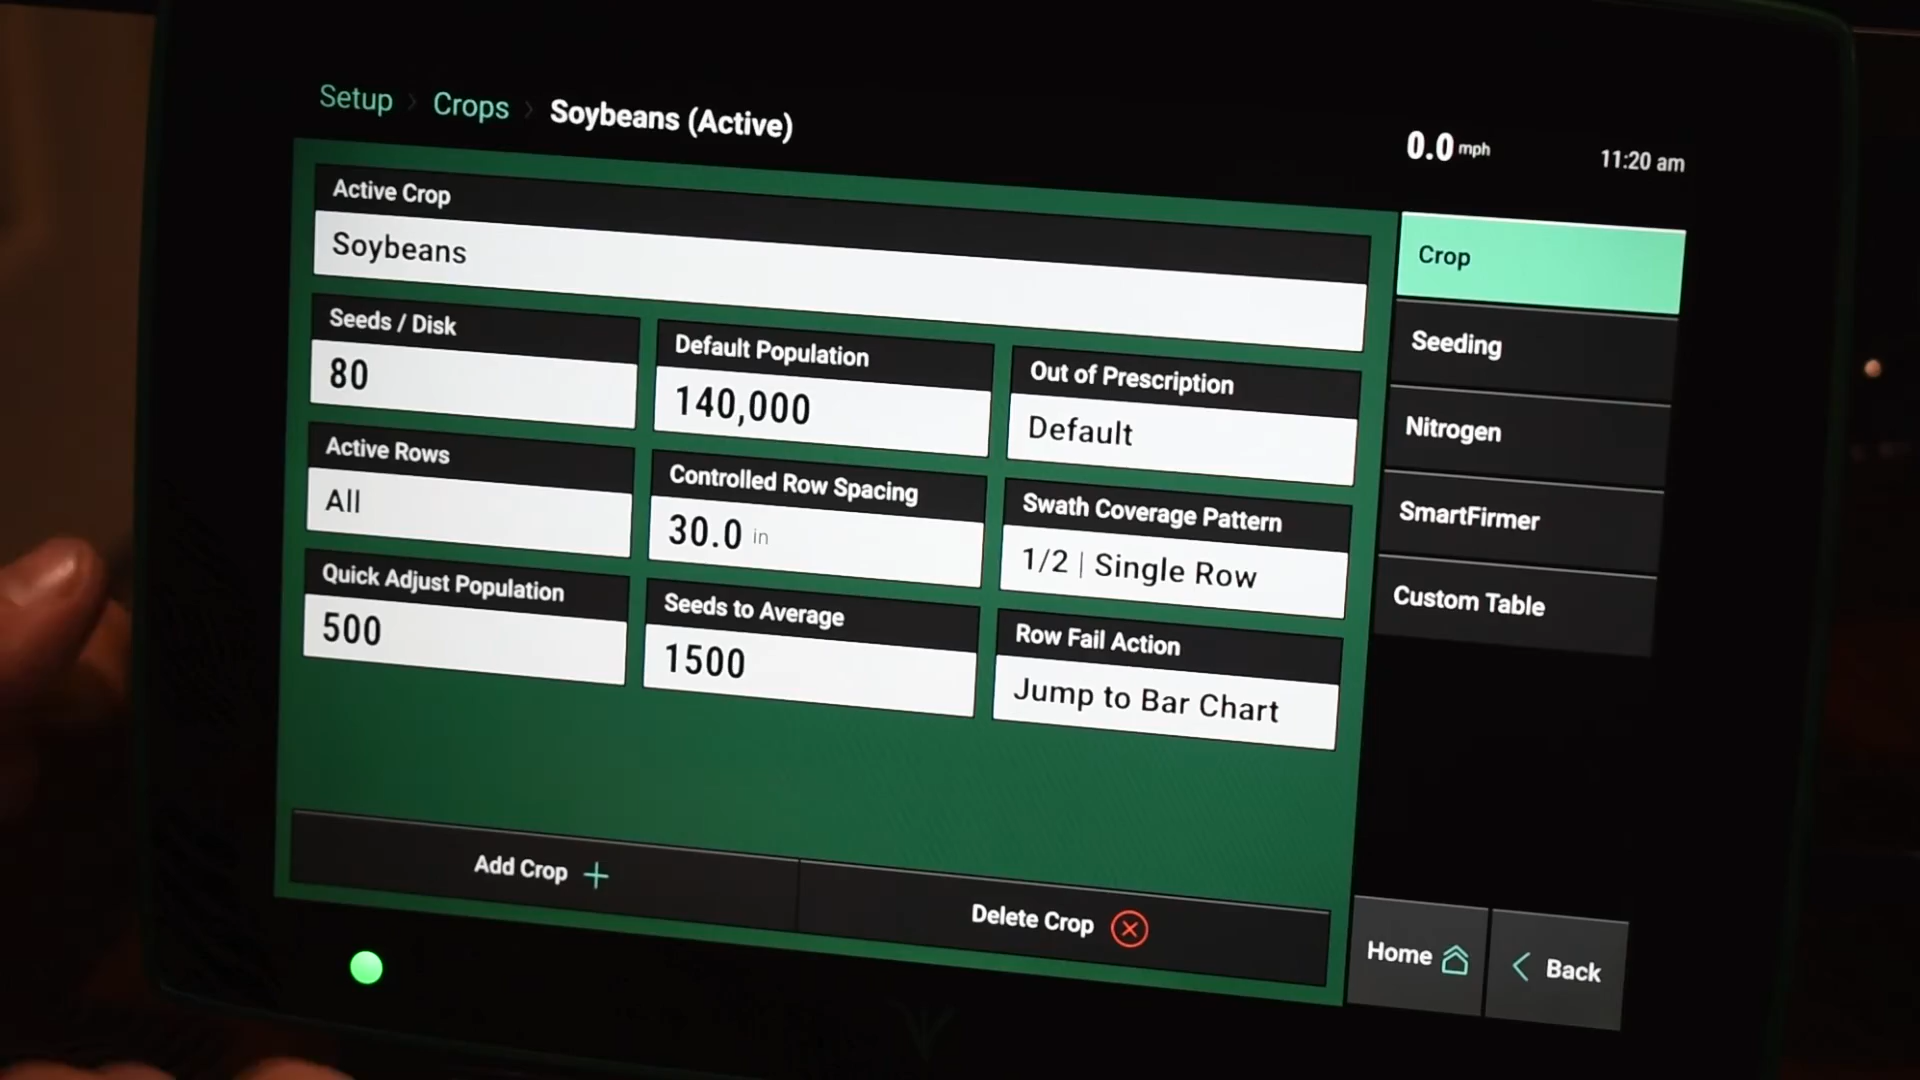 Setup > Crops > Soybeans (Active)
0.0 mph
11:20 am
Active Crop
Soybeans
Seeds / Disk
80
Default Population
140,000
Out of Prescription
Default
Active Rows
All
Controlled Row Spacing
30.0 in
Swath Coverage Pattern
1/2 | Single Row
Quick Adjust Population
500
Seeds to Average
1500
Row Fail Action
Jump to Bar Chart
Add Crop +
Delete Crop
Crop
Seeding
Nitrogen
SmartFirmer
Custom Table
Home
< Back